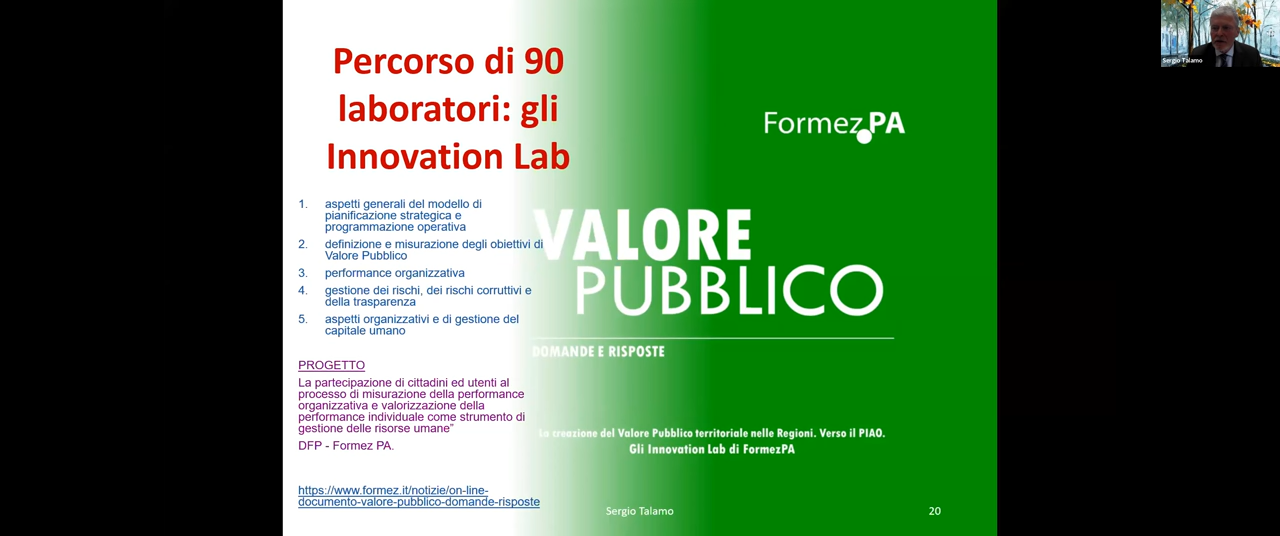 Percorso di 90
laboratori: gli
Innovation Lab
1. aspetti generali del modello di
pianificazione strategica e
programmazione operativa
2. definizione e misurazione degli obiettivi di
Valore Pubblico
3. performance organizzativa
4. gestione dei rischi, dei rischi corruttivi e
della trasparenza
5. aspetti organizzativi e di gestione del
capitale umano
PROGETTO
La partecipazione di cittadini ed utenti al
processo di misurazione della performance
organizzativa e valorizzazione della
performance individuale come strumento di
gestione delle risorse umane”
DFP - Formez PA.
https://www.formez.it/notizie/on-line-
documento-valore-pubblico-domande-risposte
Formez.PA
VALORE
PUBBLICO
DOMANDE E RISPOSTE
La creazione del Valore Pubblico territoriale nelle Regioni. Verso il PIAO.
Gli Innovation Lab di FormezPA
Sergio Talamo
20
Sergio Talamo